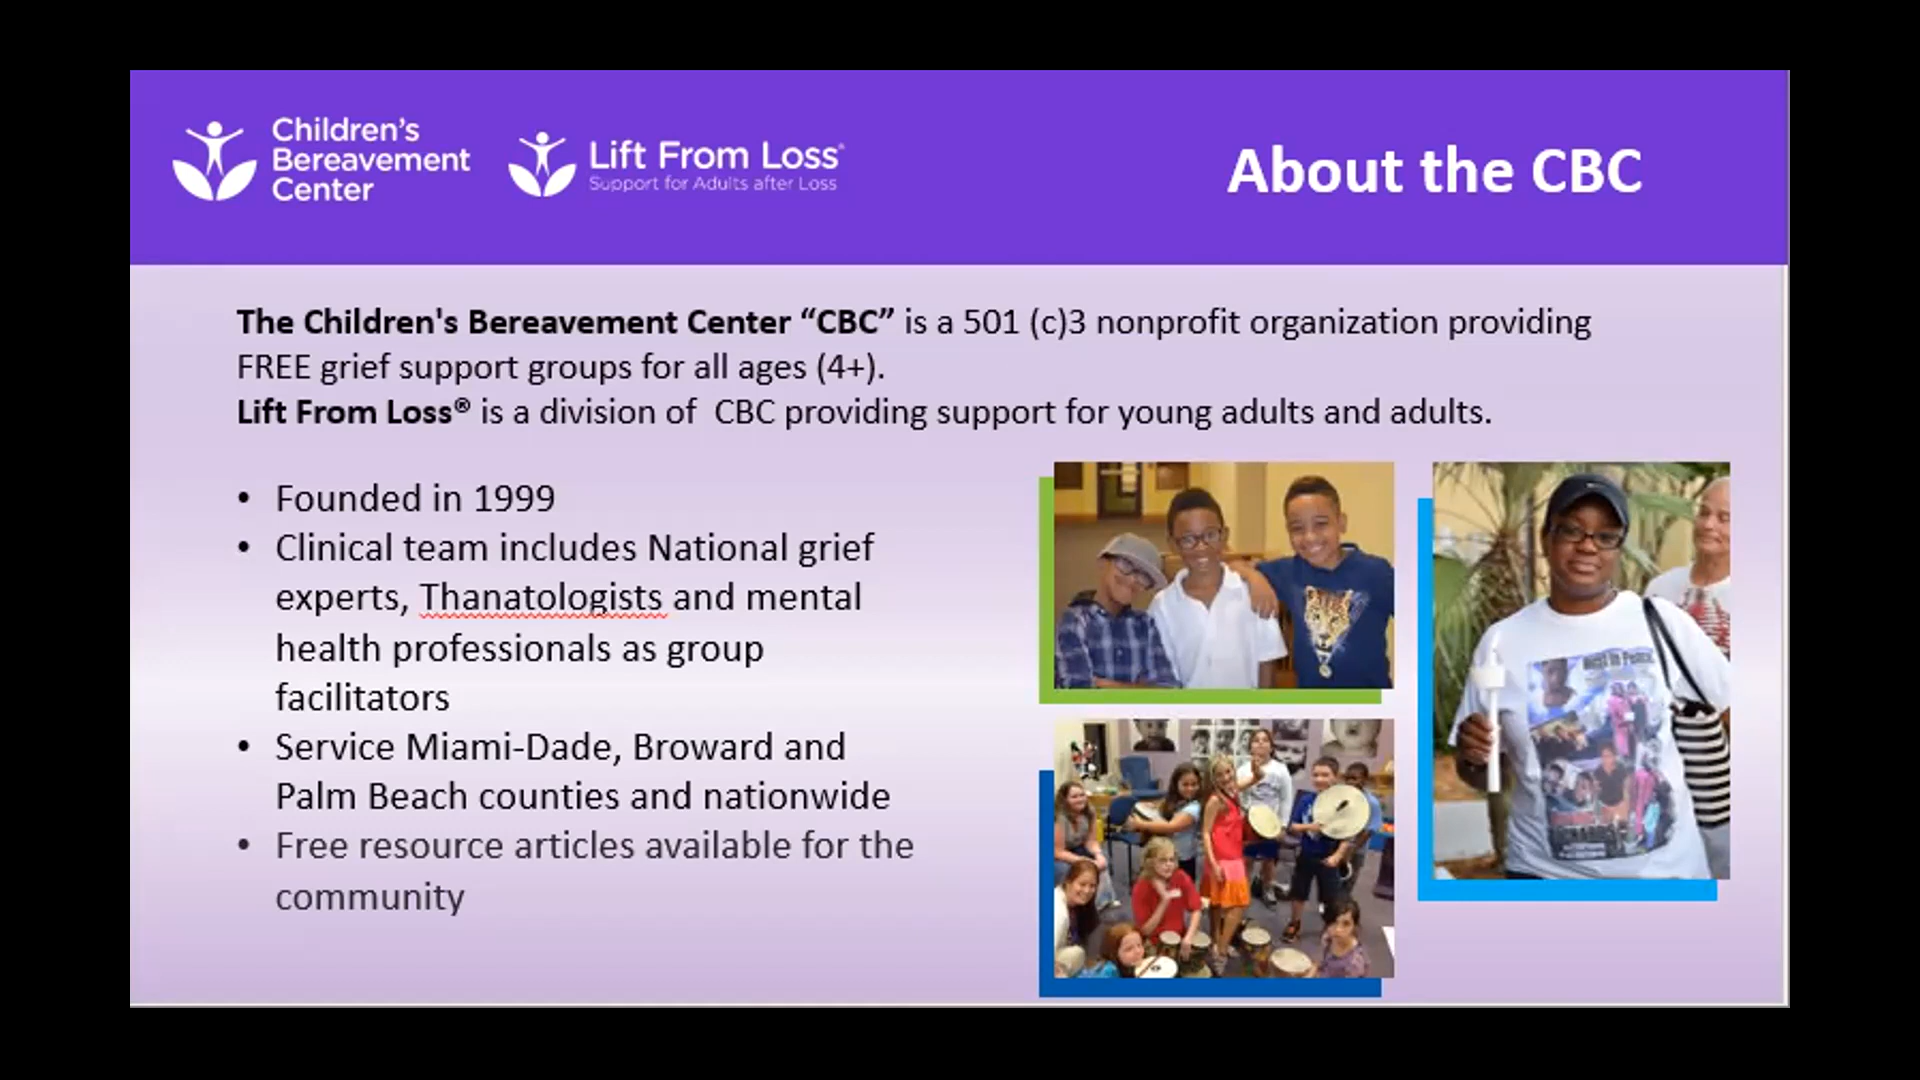 Children's
Bereavement
Center
Lift From Loss®
Support for Adults after Loss
About the CBC
The Children's Bereavement Center “CBC” is a 501 (c)3 nonprofit organization providing
FREE grief support groups for all ages (4+).
Lift From Loss® is a division of CBC providing support for young adults and adults.
• Founded in 1999
• Clinical team includes National grief
experts, Thanatologists and mental
health professionals as group
facilitators
• Service Miami-Dade, Broward and
Palm Beach counties and nationwide
• Free resource articles available for the
community
Rest In Peace